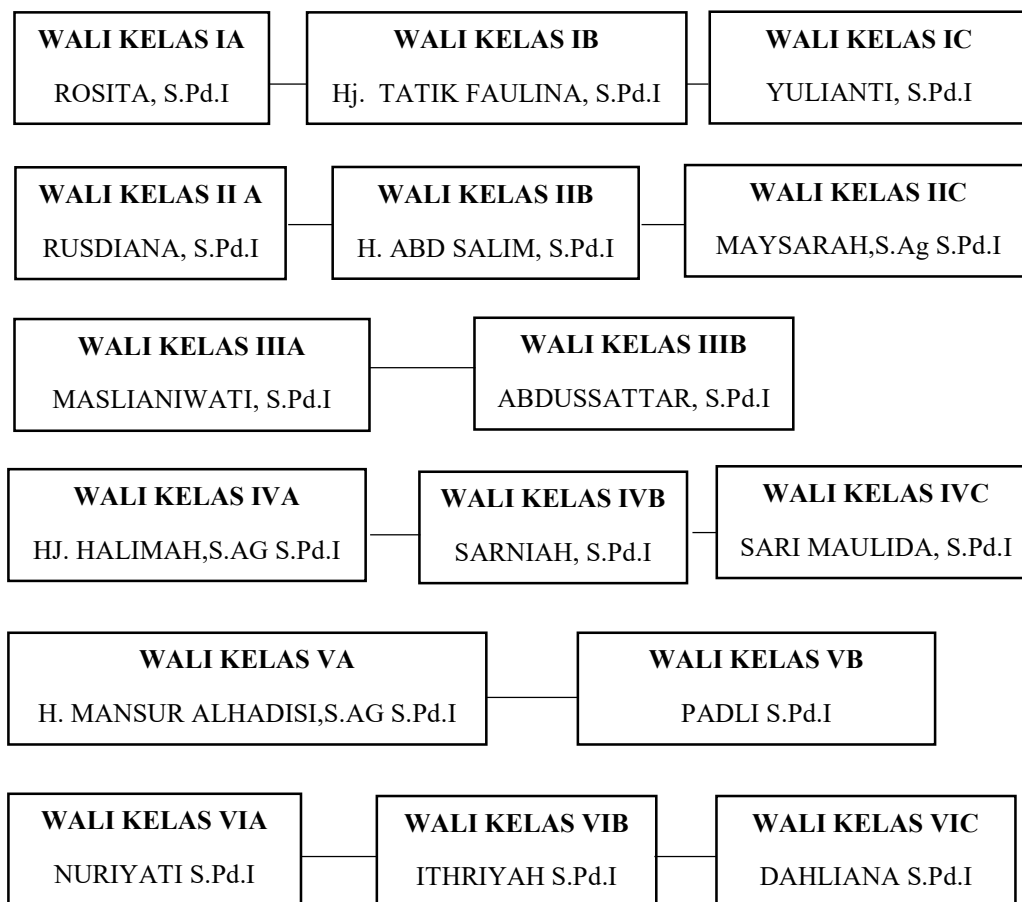 WALI KELAS IA
ROSITA, S.Pd.I
WALI KELAS IB
Hj.  TATIK FAULINA, S.Pd.I
WALI KELAS IC
YULIANTI, S.Pd.I
WALI KELAS II A
RUSDIANA, S.Pd.I
WALI KELAS IIB
H. ABD SALIM, S.Pd.I
WALI KELAS IIC
MAYSARAH,S.Ag S.Pd.I
WALI KELAS IIIA
MASLIANIWATI, S.Pd.I
WALI KELAS IIIB
ABDUSSATTAR, S.Pd.I
WALI KELAS IVA
HJ. HALIMAH,S.AG S.Pd.I
WALI KELAS IVB
SARNIAH, S.Pd.I
WALI KELAS IVC
SARI MAULIDA, S.Pd.I
WALI KELAS VA
H. MANSUR ALHADISI,S.AG S.Pd.I
WALI KELAS VB
PADLI S.Pd.I
WALI KELAS VIA
NURIYATI S.Pd.I
WALI KELAS VIB
ITHRIYAH S.Pd.I
WALI KELAS VIC
DAHLIANA S.Pd.I